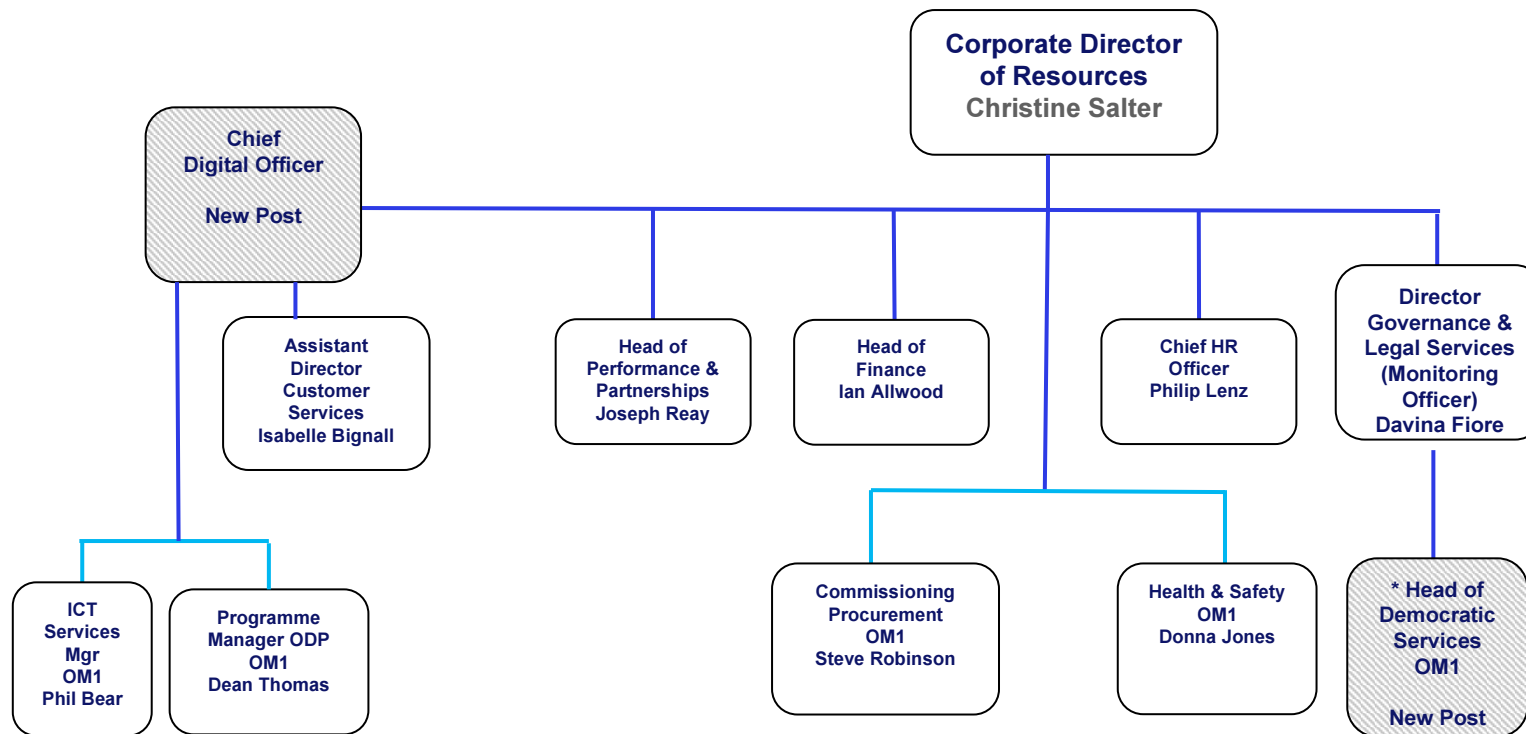 Corporate Director
of Resources
Christine Salter
Chief
Digital Officer
New Post
Assistant
Director
Customer
Services
Isabelle Bignall
Head of
Performance &
Partnerships
Joseph Reay
Head of
Finance
Ian Allwood
Chief HR
Officer
Philip Lenz
Director
Governance &
Legal Services
(Monitoring
Officer)
Davina Fiore
ICT
Services
Mgr
OM1
Phil Bear
Programme
Manager ODP
OM1
Dean Thomas
Commissioning
Procurement
OM1
Steve Robinson
Health & Safety
OM1
Donna Jones
* Head of
Democratic
Services
OM1
New Post